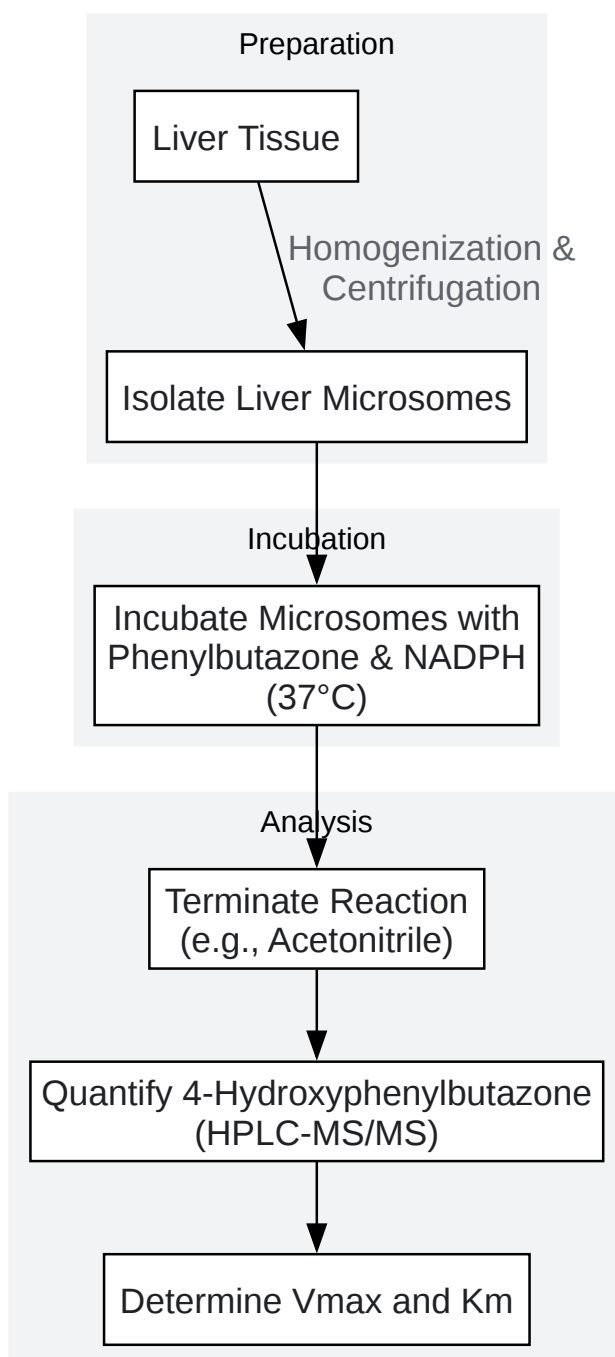 Preparation
Liver Tissue
Homogenization &
Centrifugation
Isolate Liver Microsomes
Incubation
Incubate Microsomes with
Phenylbutazone & NADPH
(37°C)
Analysis
Terminate Reaction
(e.g., Acetonitrile)
Quantify 4-Hydroxyphenylbutazone
(HPLC-MS/MS)
Determine Vmax and Km